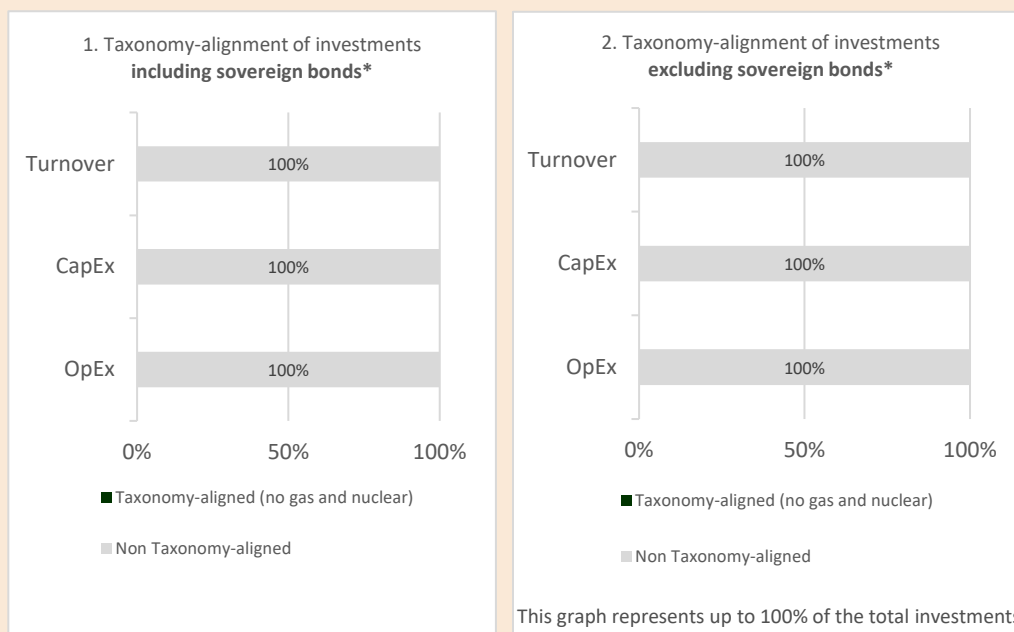 1. Taxonomy-alignment of investments
including sovereign bonds*
Turnover
100%
CapEx
100%
OpEx
100%
0%
50%
100%
Taxonomy-aligned (no gas and nuclear)
Non Taxonomy-aligned
2. Taxonomy-alignment of investments
excluding sovereign bonds*
Turnover
100%
CapEx
100%
OpEx
100%
0%
50%
100%
Taxonomy-aligned (no gas and nuclear)
Non Taxonomy-aligned
This graph represents up to 100% of the total investments